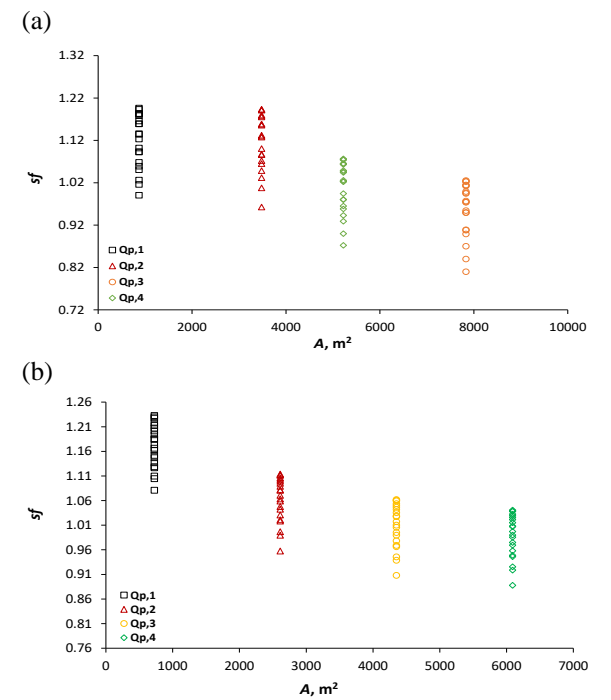 (a)
1.32
1.22
1.12
1.02
0.92
0.82
0.72
sf
Qp,1
Qp,2
Qp,3
Qp,4
0 2000 4000 6000 8000 10000
A, m²
(b)
1.26
1.21
1.16
1.11
1.06
1.01
0.96
0.91
0.86
0.81
0.76
sf
Qp,1
Qp,2
Qp,3
Qp,4
0 1000 2000 3000 4000 5000 6000 7000
A, m²